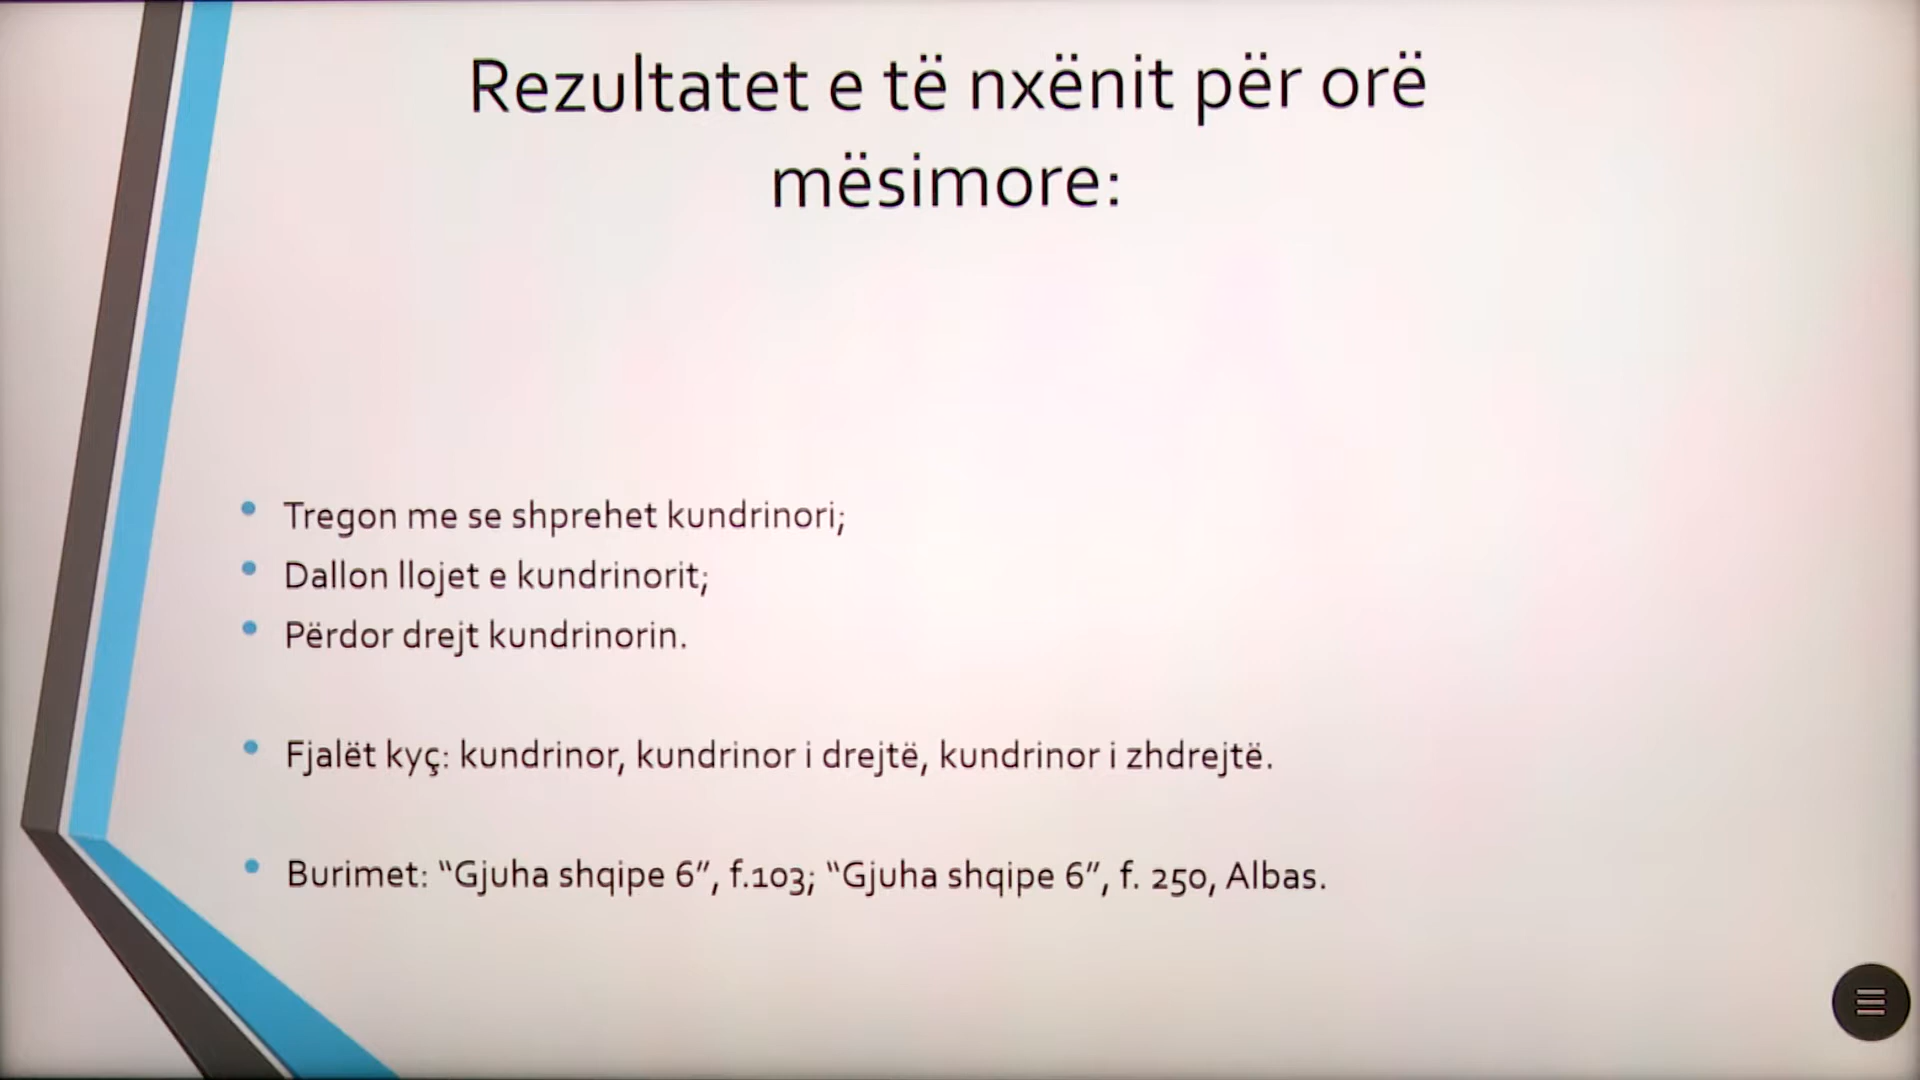 Rezultatet e të nxënit për orë
mësimore:
• Tregon me se shprehet kundrinori;
• Dallon llojet e kundrinorit;
• Përdor drejt kundrinorin.
• Fjalët kyç: kundrinor, kundrinor i drejtë, kundrinor i zhdrejtë.
• Burimet: “Gjuha shqipe 6”, f.103; “Gjuha shqipe 6”, f. 250, Albas.